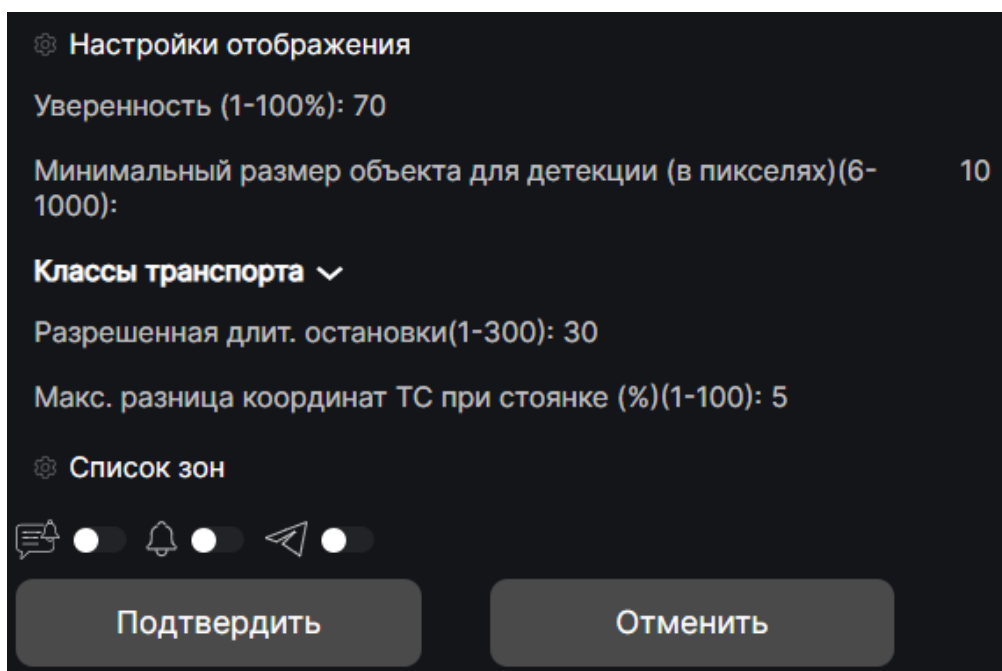 Настройки отображения
Уверенность (1-100%): 70
Минимальный размер объекта для детекции (в пикселях)(6- 10
1000):
Классы транспорта
Разрешенная длит. остановки(1-300): 30
Макс. разница координат ТС при стоянке (%)(1-100): 5
Список зон
Подтвердить Отменить